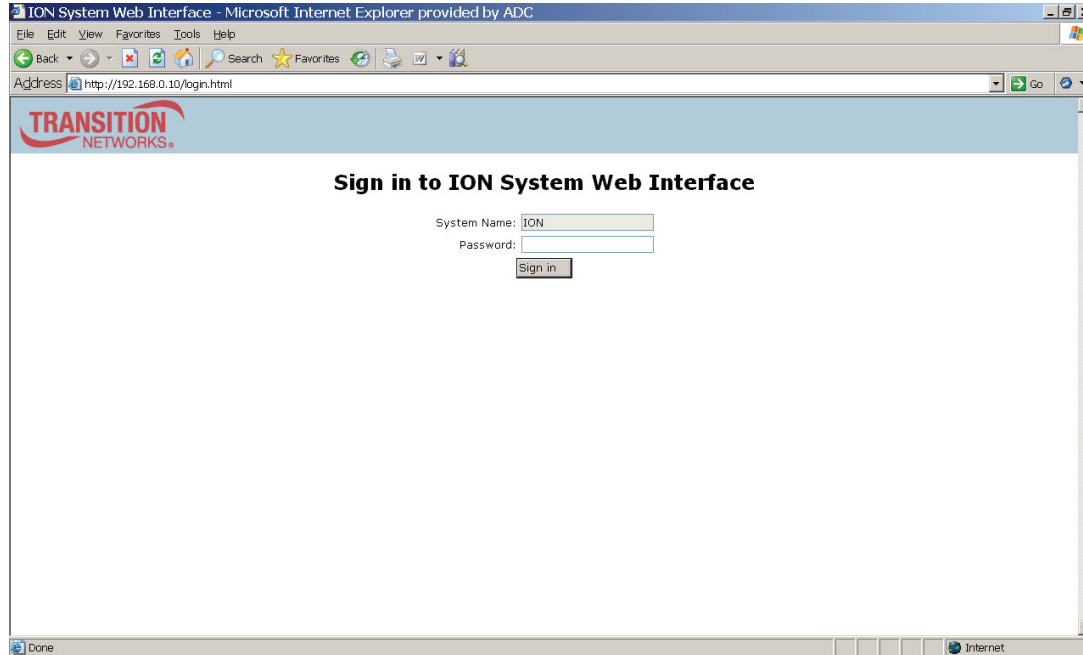 ION System Web Interface - Microsoft Internet Explorer provided by ADC
File Edit View Favorites Tools Help
Back Search Favorites
Address http://192.168.0.10/login.html Go
TRANSITION
NETWORKS®
Sign in to ION System Web Interface
System Name: ION
Password:
Sign in
Done Internet